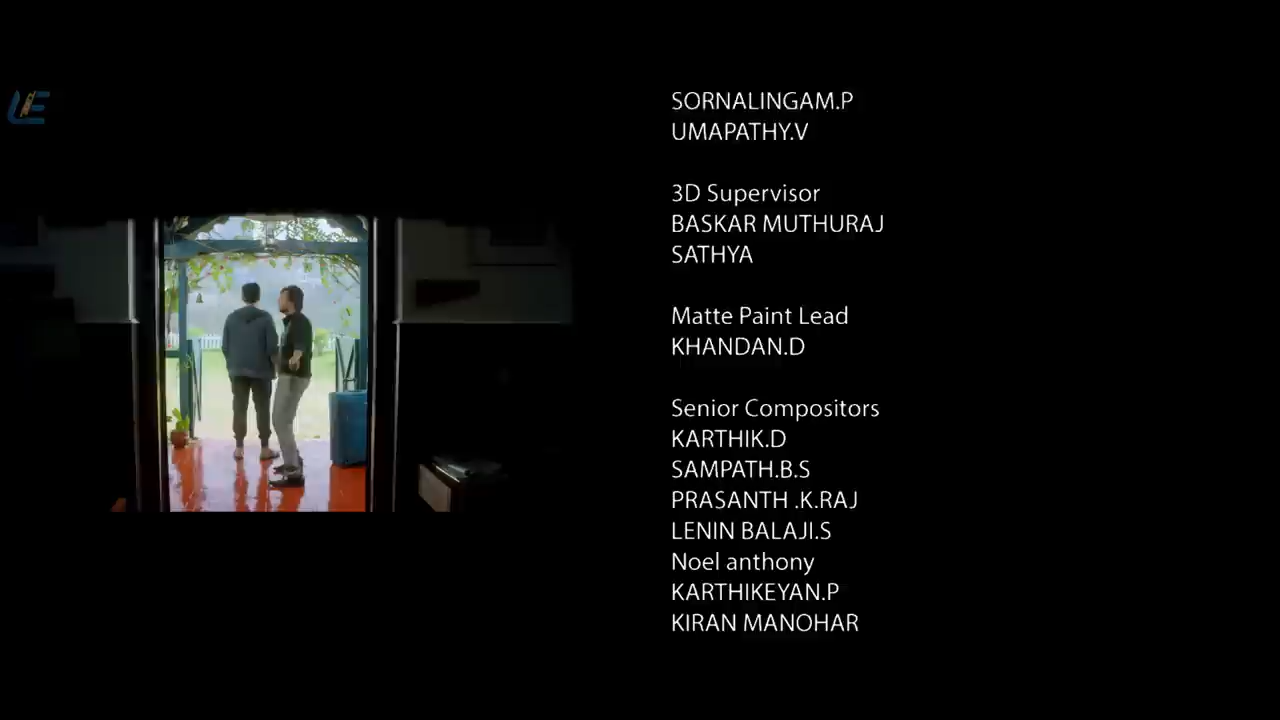 LE
SORNALINGAM.P
UMAPATHY.V
3D Supervisor
BASKAR MUTHURAJ
SATHYA
Matte Paint Lead
KHANDAN.D
Senior Compositors
KARTHIK.D
SAMPATH.B.S
PRASANTH .K.RAJ
LENIN BALAJI.S
Noel anthony
KARTHIKEYAN.P
KIRAN MANOHAR